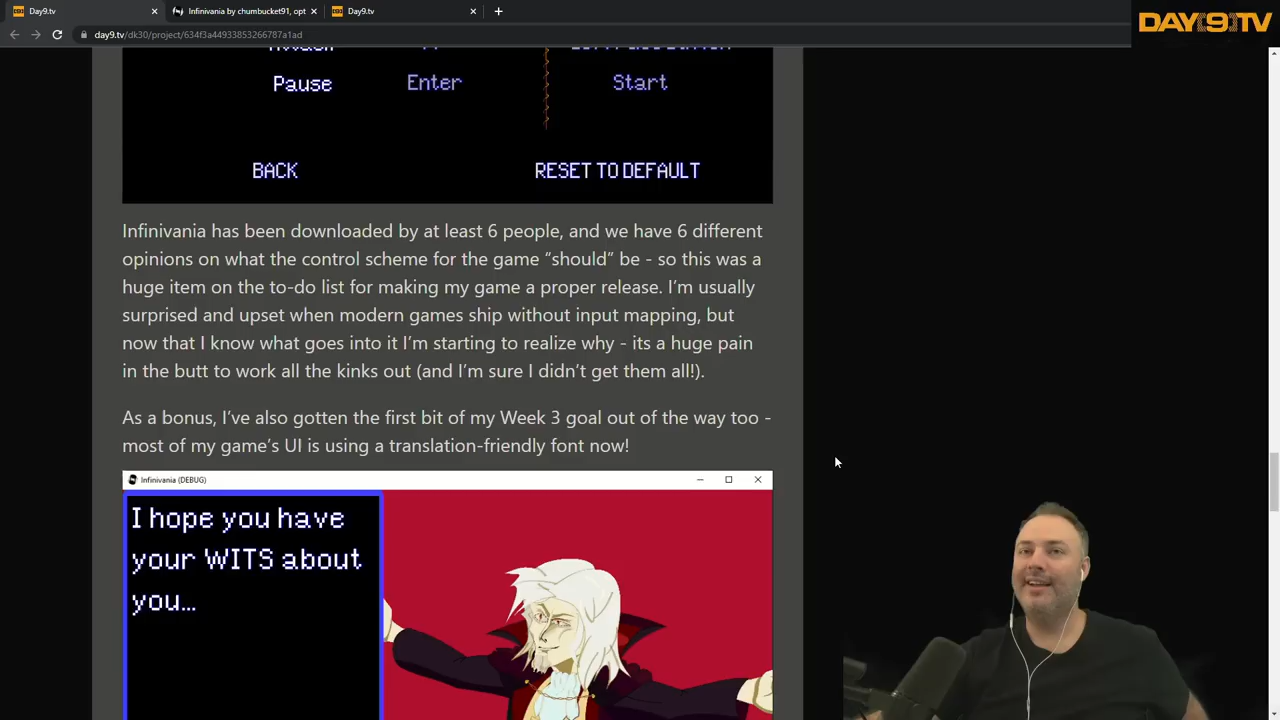 Day9.tv
Infinivania by chumbucket91, opt
Day9.tv
day9.tv/dk30/project/634f3a44933853266787a1ad
DAY[9]TV
Pause Enter Start
BACK RESET TO DEFAULT
Infinivania has been downloaded by at least 6 people, and we have 6 different
opinions on what the control scheme for the game “should” be - so this was a
huge item on the to-do list for making my game a proper release. I’m usually
surprised and upset when modern games ship without input mapping, but
now that I know what goes into it I’m starting to realize why - its a huge pain
in the butt to work all the kinks out (and I’m sure I didn’t get them all!).
As a bonus, I’ve also gotten the first bit of my Week 3 goal out of the way too -
most of my game’s UI is using a translation-friendly font now!
Infinivania (DEBUG)
I hope you have
your WITS about
you...